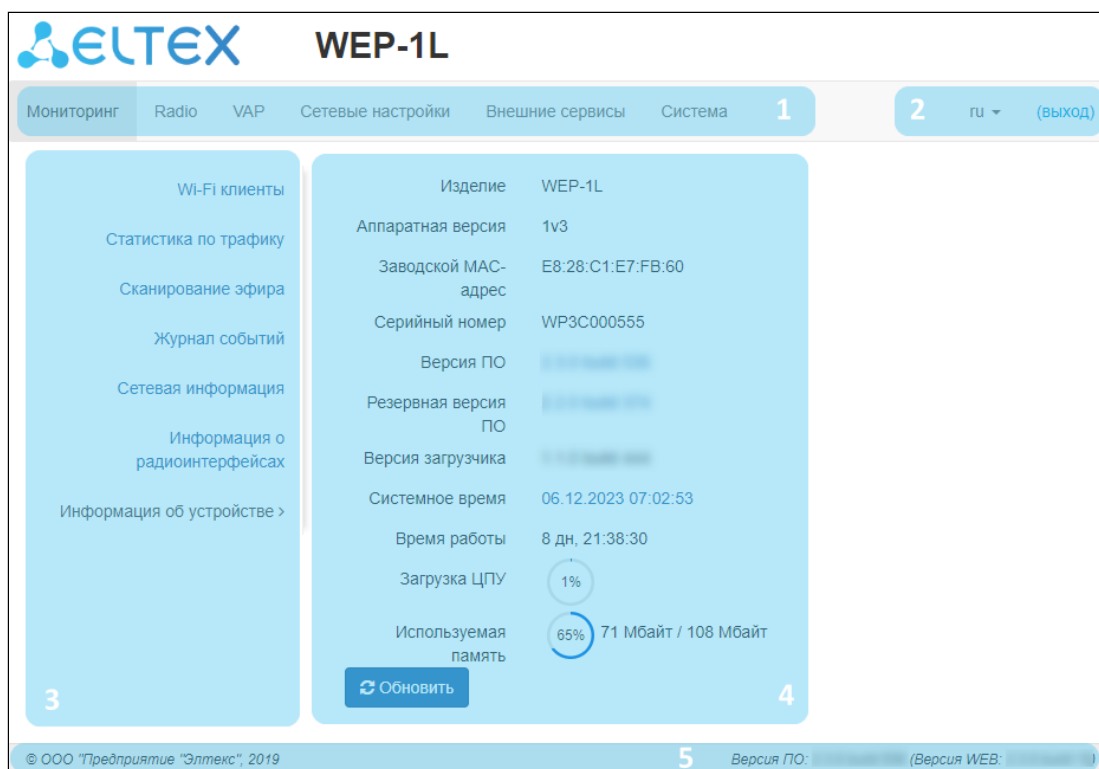 ELTEX WEP-1L
Мониторинг Radio VAP Сетевые настройки Внешние сервисы Система 1 2 ru (выход)
Wi-Fi клиенты
Статистика по трафику
Сканирование эфира
Журнал событий
Сетевая информация
Информация о
радиоинтерфейсах
Информация об устройстве >
3
Изделие WEP-1L
Аппаратная версия 1v3
Заводской MAC- E8:28:C1:E7:FB:60
адрес
Серийный номер WP3C000555
Версия ПО
Резервная версия
ПО
Версия загрузчика
Системное время 06.12.2023 07:02:53
Время работы 8 дн, 21:38:30
Загрузка ЦПУ 1%
Используемая 65% 71 Мбайт / 108 Мбайт
память
Обновить
4
© ООО "Предприятие "Элтекс", 2019 5 Версия ПО: (Версия WEB: )